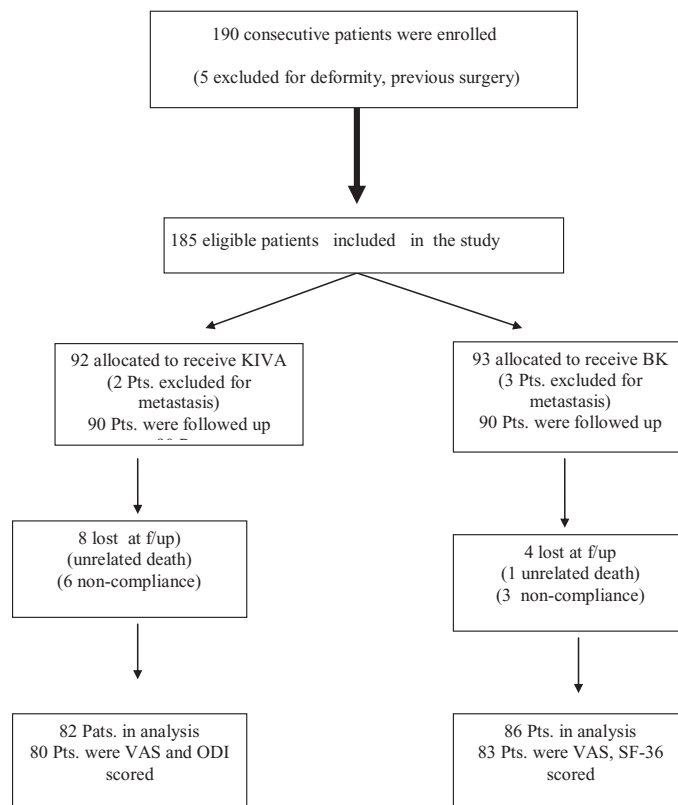 190 consecutive patients were enrolled
(5 excluded for deformity, previous surgery)
185 eligible patients included in the study
92 allocated to receive KIVA
(2 Pts. excluded for
metastasis)
90 Pts. were followed up
93 allocated to receive BK
(3 Pts. excluded for
metastasis)
90 Pts. were followed up
8 lost at f/up)
(unrelated death)
(6 non-compliance)
4 lost at f/up
(1 unrelated death)
(3 non-compliance)
82 Pats. in analysis
80 Pts. were VAS and ODI
scored
86 Pts. in analysis
83 Pts. were VAS, SF-36
scored